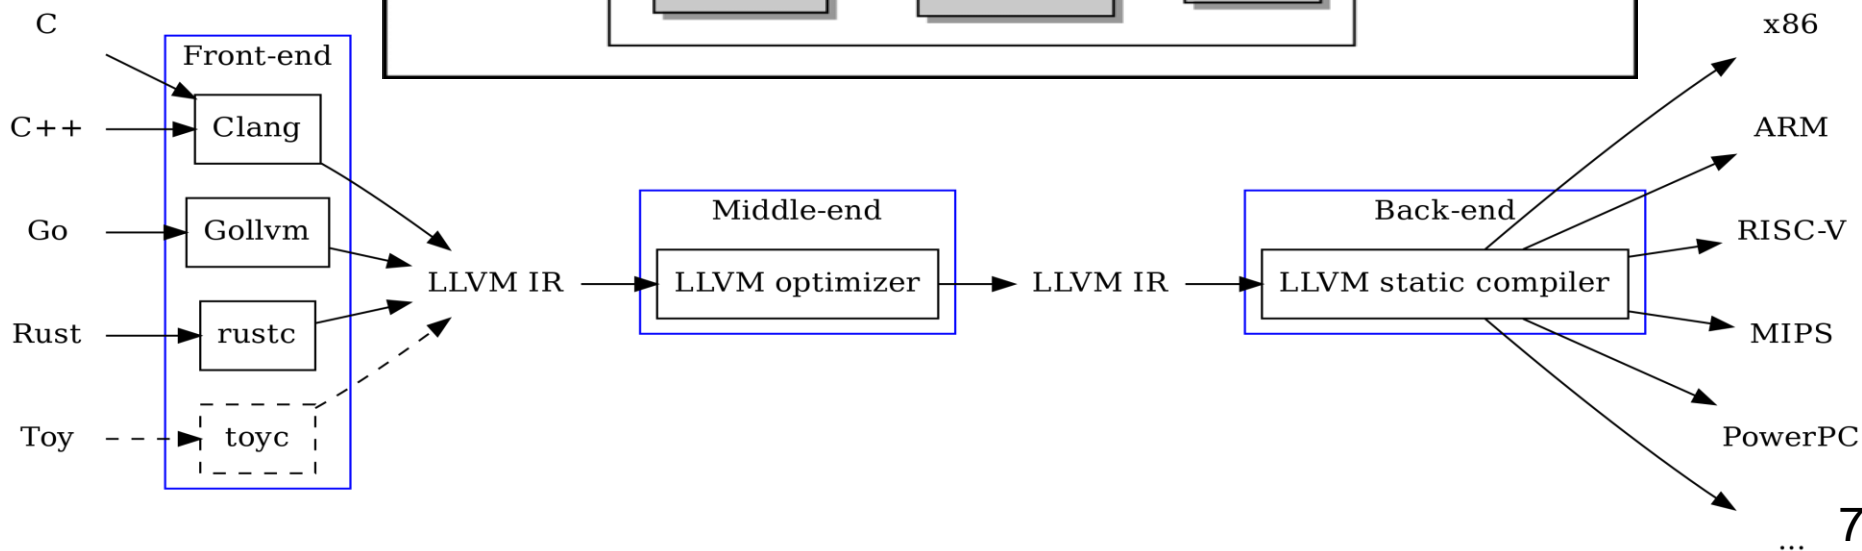 C
x86
Front-end
C++
Clang
ARM
Go
Gollvm
Middle-end
Back-end
RISC-V
LLVM IR
LLVM optimizer
LLVM IR
LLVM static compiler
Rust
rustc
MIPS
Toy
toyc
PowerPC
...
7